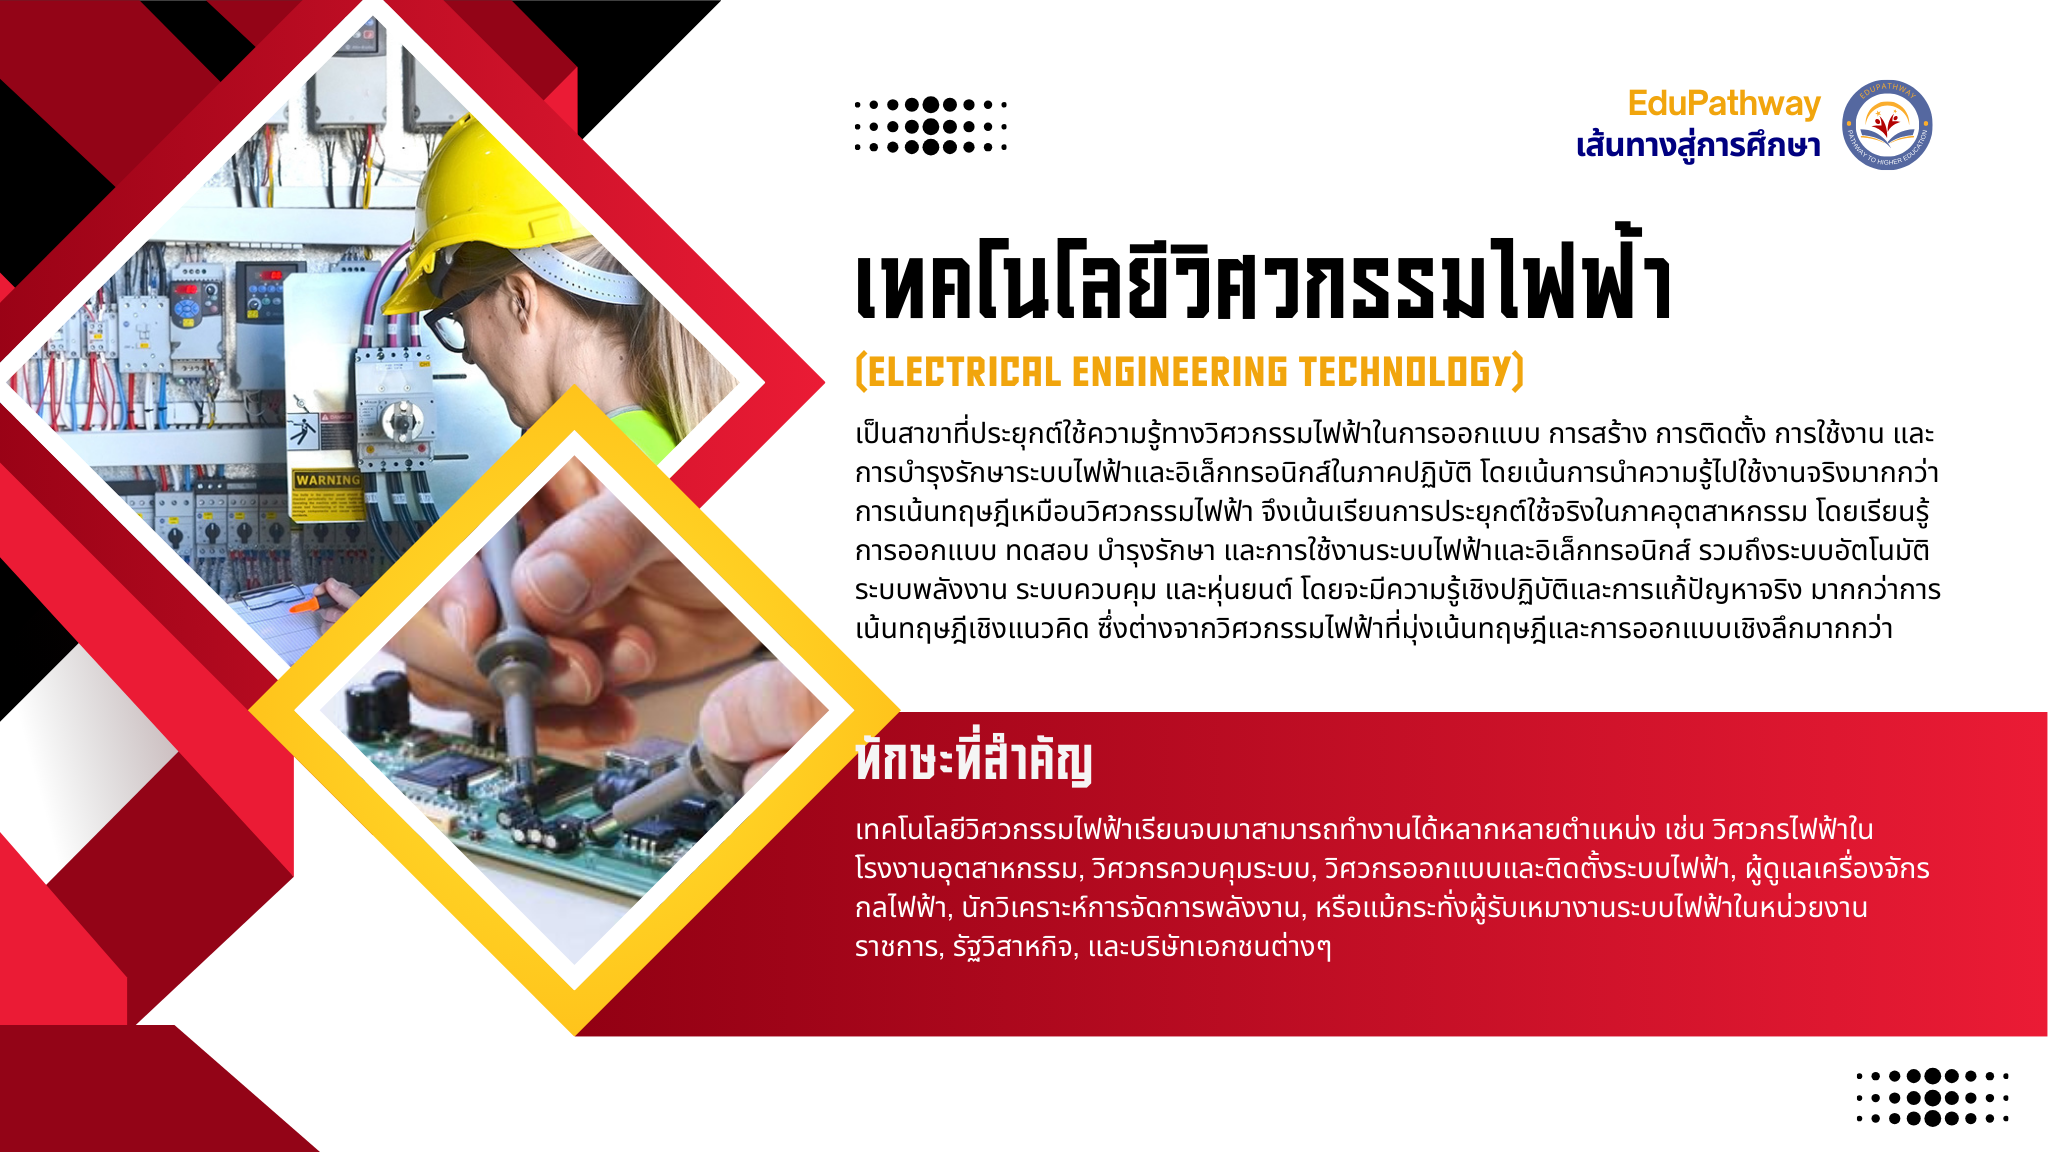 EduPathway
เส้นทางสู่การศึกษา
EDUPATHWAY
PATHWAY TO HIGHER EDUCATION
เทคโนโลยีวิศวกรรมไฟฟ้า
(ELECTRICAL ENGINEERING TECHNOLOGY)
เป็นสาขาที่ประยุกต์ใช้ความรู้ทางวิศวกรรมไฟฟ้าในการออกแบบ การสร้าง การติดตั้ง การใช้งาน และ
การบำรุงรักษาระบบไฟฟ้าและอิเล็กทรอนิกส์ในภาคปฏิบัติ โดยเน้นการนำความรู้ไปใช้งานจริงมากกว่า
การเน้นทฤษฎีเหมือนวิศวกรรมไฟฟ้า จึงเน้นเรียนการประยุกต์ใช้จริงในภาคอุตสาหกรรม โดยเรียนรู้
การออกแบบ ทดสอบ บำรุงรักษา และการใช้งานระบบไฟฟ้าและอิเล็กทรอนิกส์ รวมถึงระบบอัตโนมัติ
ระบบพลังงาน ระบบควบคุม และหุ่นยนต์ โดยจะมีความรู้เชิงปฏิบัติและการแก้ปัญหาจริง มากกว่าการ
เน้นทฤษฎีเชิงแนวคิด ซึ่งต่างจากวิศวกรรมไฟฟ้าที่มุ่งเน้นทฤษฎีและการออกแบบเชิงลึกมากกว่า
WARNING
ทักษะที่สำคัญ
เทคโนโลยีวิศวกรรมไฟฟ้าเรียนจบมาสามารถทำงานได้หลากหลายตำแหน่ง เช่น วิศวกรไฟฟ้าใน
โรงงานอุตสาหกรรม, วิศวกรควบคุมระบบ, วิศวกรออกแบบและติดตั้งระบบไฟฟ้า, ผู้ดูแลเครื่องจักร
กลไฟฟ้า, นักวิเคราะห์การจัดการพลังงาน, หรือแม้กระทั่งผู้รับเหมางานระบบไฟฟ้าในหน่วยงาน
ราชการ, รัฐวิสาหกิจ, และบริษัทเอกชนต่างๆ